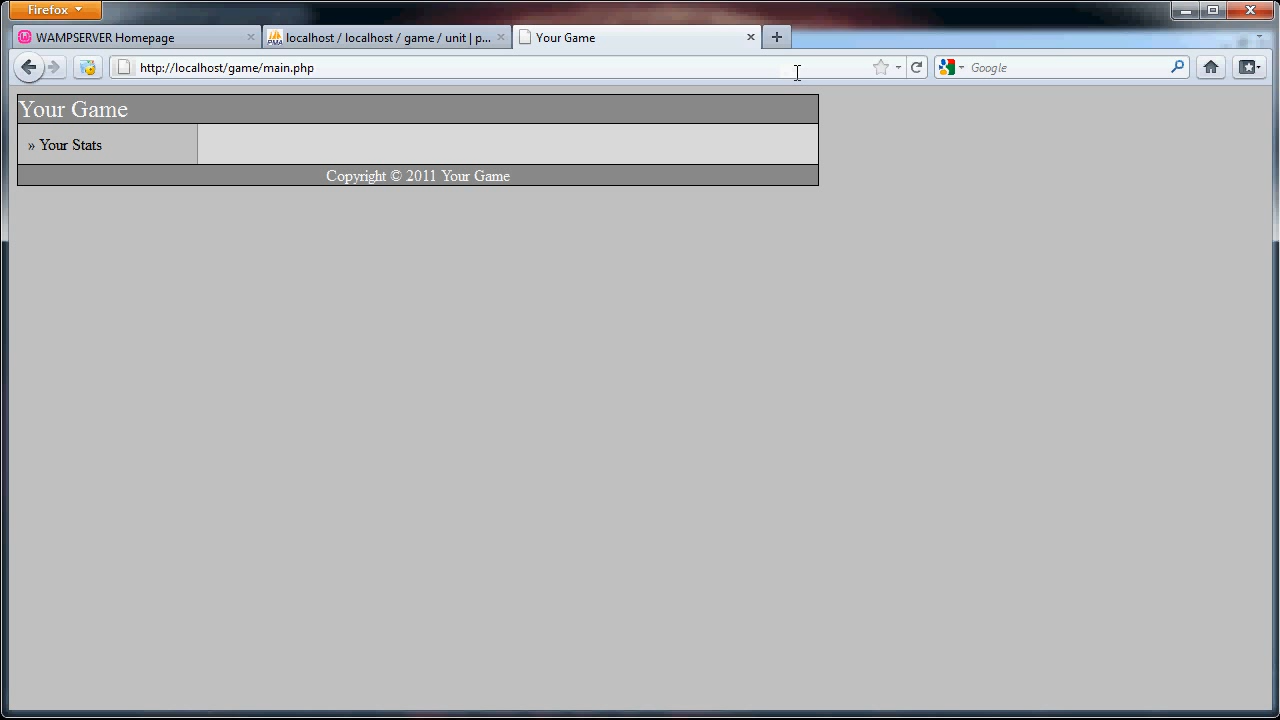 Firefox
WAMPSERVER Homepage
localhost / localhost / game / unit | p...
Your Game
http://localhost/game/main.php
Google
Your Game
» Your Stats
Copyright © 2011 Your Game